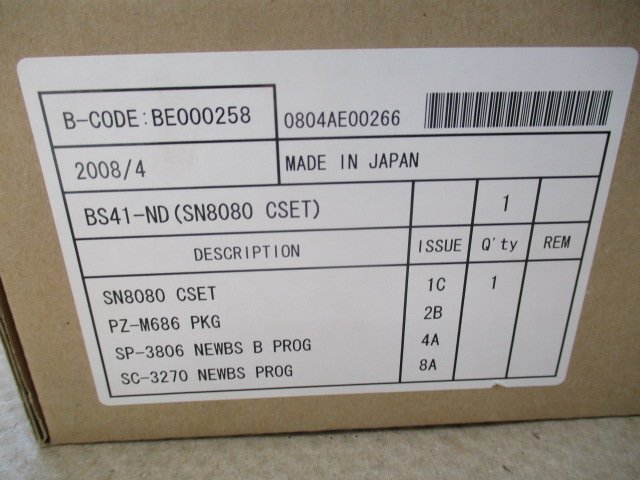 B-CODE:BE000258 0804AE00266
2008/4 MADE IN JAPAN
BS41-ND(SN8080 CSET) 1
DESCRIPTION ISSUE Q'ty REM
SN8080 CSET 1C 1
PZ-M686 PKG 2B
SP-3806 NEWBS B PROG 4A
SC-3270 NEWBS PROG 8A